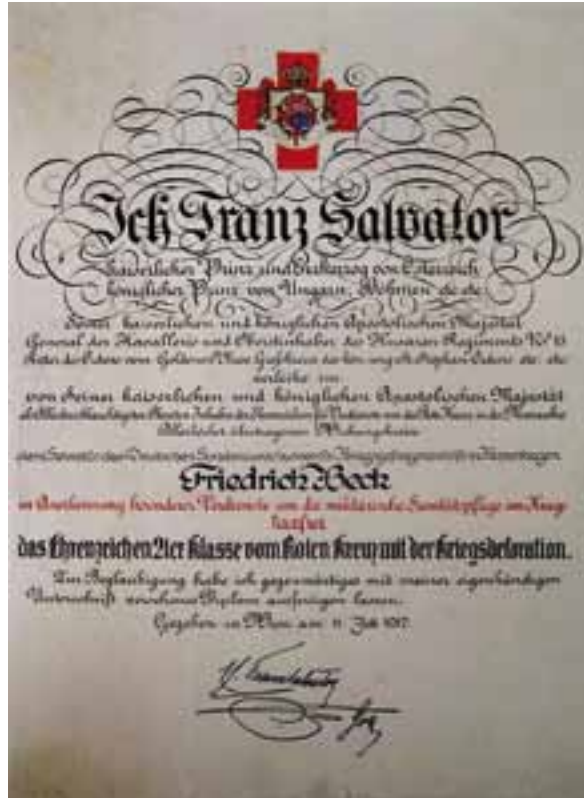 Ich Franz Salvator
kaiserlicher Prinz und Erzherzog von Österreich
königlicher Prinz von Ungarn, Böhmen etc etc
Seiner kaiserlichen und königlichen Apostolischen Majestät
General der Kavallerie und Oberstinhaber des Husaren Regiments
Ritter des Ordens vom Goldenen Vliese
verleihe im
von Seiner kaiserlichen und königlichen Apostolischen Majestät
Friedrich Beck
in Anerkennung besonderer Verdienste um die militärische Sanitätspflege im Kriege
taxfrei
das Ehrenzeichen 2ter Klasse vom Roten Kreuz mit der Kriegsdekoration.
Zur Beglaubigung habe ich gegenwärtiges mit meiner eigenhändigen
Unterschrift versehenes Diplom ausfertigen lassen.
Gegeben in Wien am 11 Juli 1917